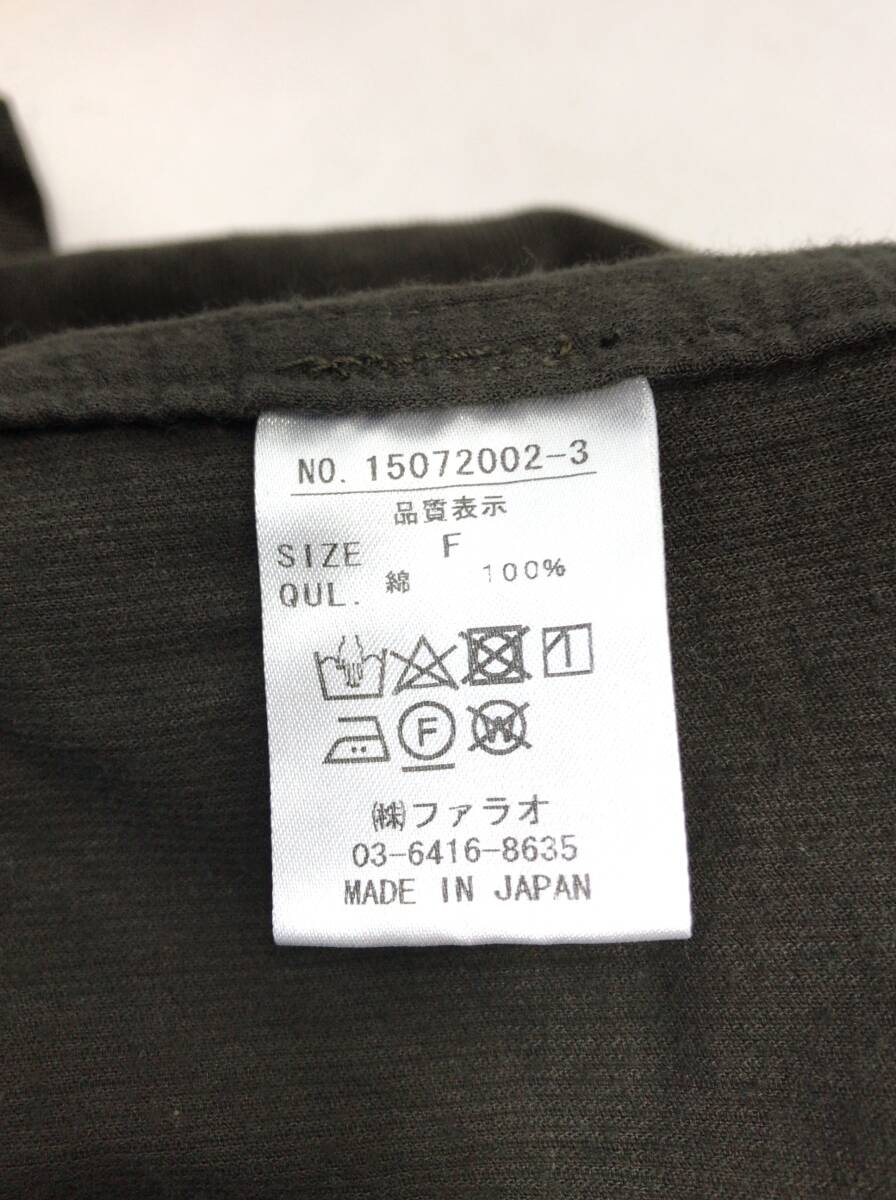 NO. 15072002-3
品質表示
SIZE F
QUL. 綿 100%
F W
㈱ファラオ
03-6416-8635
MADE IN JAPAN